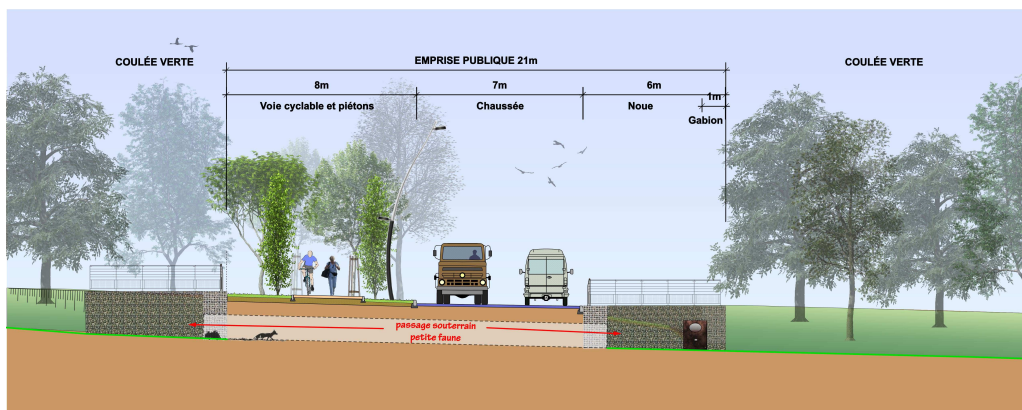 COULÉE VERTE
EMPRISE PUBLIQUE 21m
COULÉE VERTE
8m
7m
6m
1m
Voie cyclable et piétons
Chaussée
Noue
Gabion
passage souterrain
petite faune